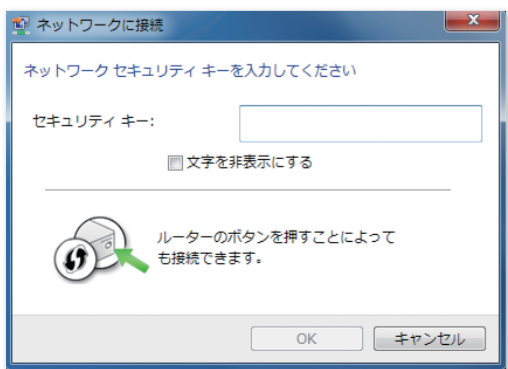 ネットワークに接続
ネットワーク セキュリティ キーを入力してください
セキュリティ キー:
文字を非表示にする
ルーターのボタンを押すことによって
も接続できます。
OK
キャンセル